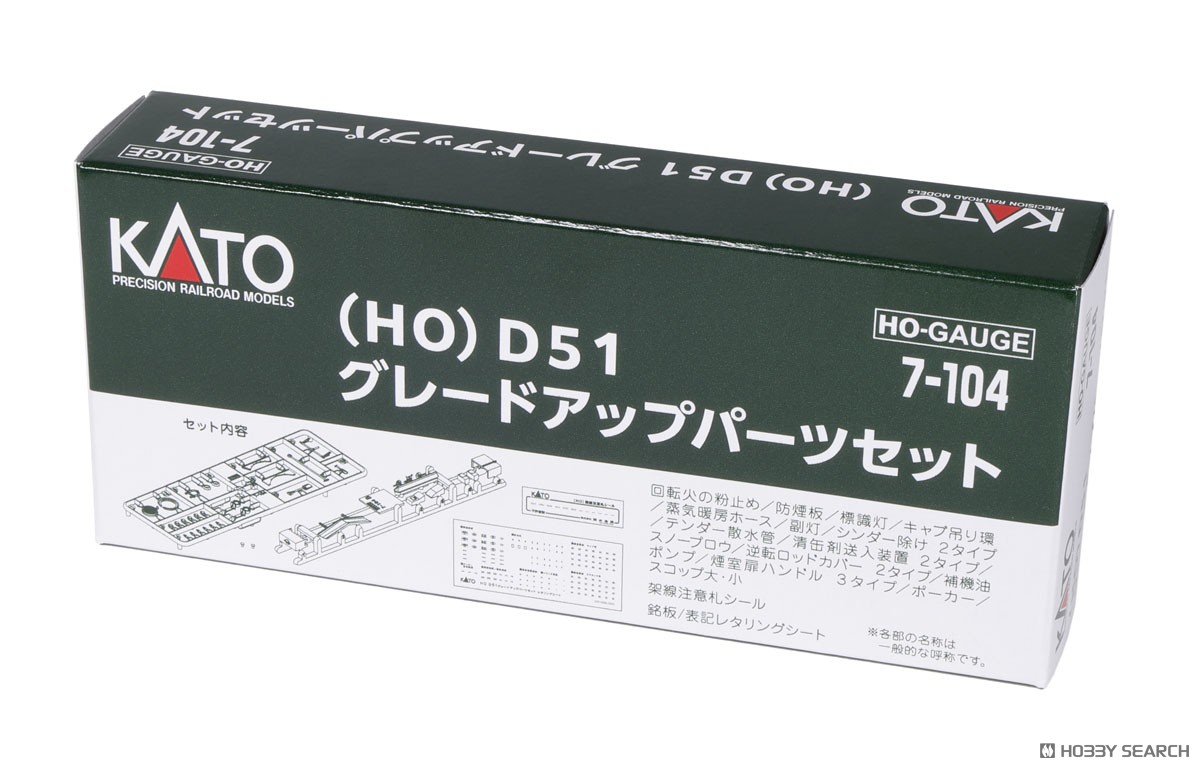 (HO) D51 グレードアップパーツセット
7-104
HO-GAUGE
KATO
PRECISION RAILROAD MODELS
KATO
PRECISION RAILROAD MODELS
(HO) D51
グレードアップパーツセット
HO-GAUGE
7-104
セット内容
KATO
KATO
回転火の粉止め/防煙板/標識灯/キャブ吊り環
/蒸気暖房ホース/副灯/シンダー除け 2タイプ
/テンダー散水管/清缶剤送入装置 2タイプ/
スノープロウ/逆転ロッドカバー 2タイプ/補機油
ポンプ/煙室扉ハンドル 3タイプ/ポーカー/
スコップ大・小
架線注意札シール
銘板/表記レタリングシート
※各部の名称は
一般的な呼称です。
KATO
HOBBY SEARCH